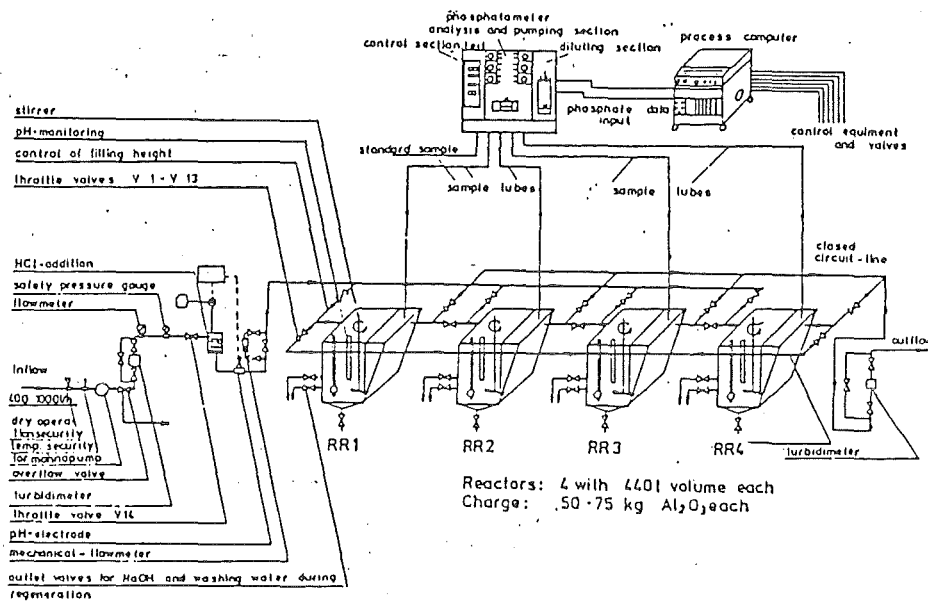 phosphatameter
analysis and pumping section
control section
diluting section
process computer
stirrer
pH-monitoring
control of filling height
throttle valves V 1 - V 13
standard sample
sample tubes
phosphate data
input
sample tubes
control equiment
and valves
HCl-addition
safety pressure gauge
flowmeter
closed
circuit-line
Inflow
outflow
dry opera
temp. security
for mohnopump
overflow valve
turbidimeter
throttle valve V14
pH-electrode
mechanical-flowmeter
outlet valves for NaOH and washing water during
regeneration
RR1
RR2
RR3
RR4
turbidimeter
Reactors: 4 with 440l volume each
Charge: 50-75 kg Al₂O₃ each